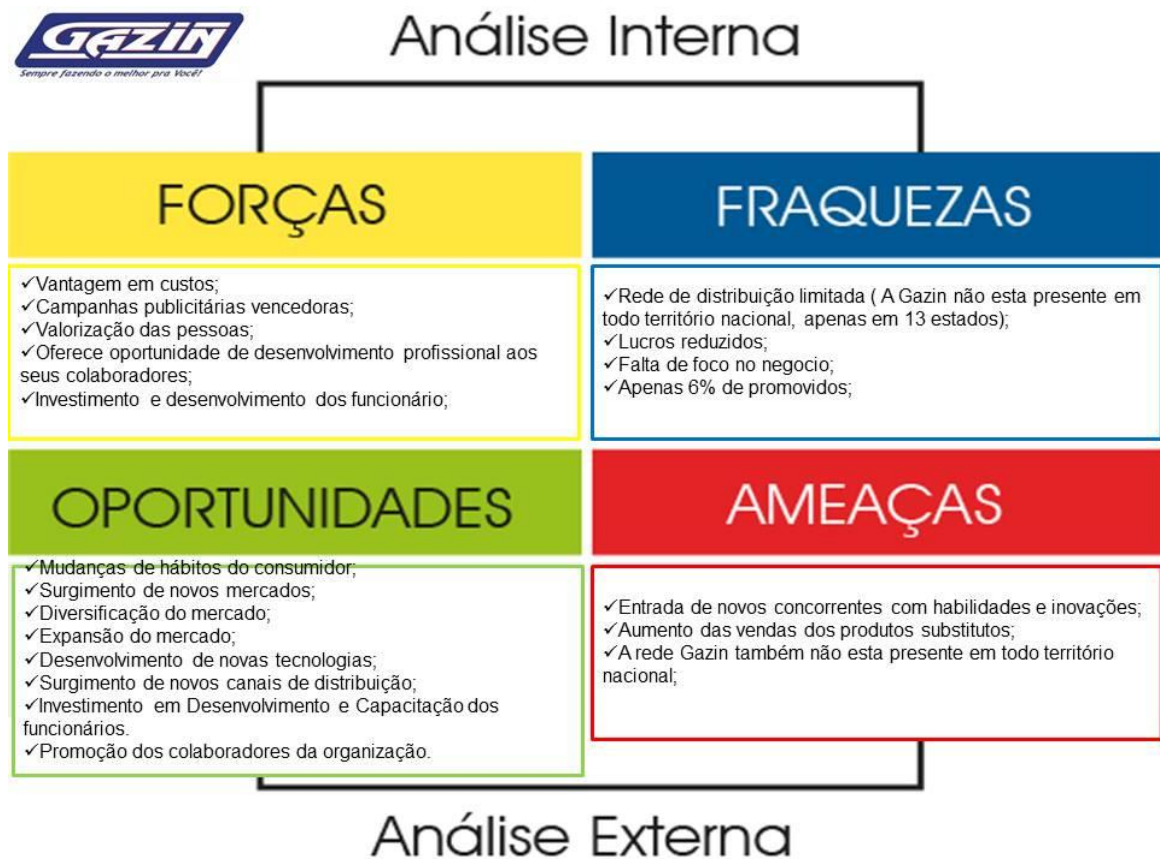 GAZIN
Sempre fazendo o melhor pra Você!
Análise Interna
FORÇAS
✓Vantagem em custos;
✓Campanhas publicitárias vencedoras;
✓Valorização das pessoas;
✓Oferece oportunidade de desenvolvimento profissional aos
seus colaboradores;
✓Investimento e desenvolvimento dos funcionário;
FRAQUEZAS
✓Rede de distribuição limitada ( A Gazin não esta presente em
todo território nacional, apenas em 13 estados);
✓Lucros reduzidos;
✓Falta de foco no negocio;
✓Apenas 6% de promovidos;
OPORTUNIDADES
✓Mudanças de hábitos do consumidor;
✓Surgimento de novos mercados;
✓Diversificação do mercado;
✓Expansão do mercado;
✓Desenvolvimento de novas tecnologias;
✓Surgimento de novos canais de distribuição;
✓Investimento em Desenvolvimento e Capacitação dos
funcionários.
✓Promoção dos colaboradores da organização.
AMEAÇAS
✓Entrada de novos concorrentes com habilidades e inovações;
✓Aumento das vendas dos produtos substitutos;
✓A rede Gazin também não esta presente em todo território
nacional;
Análise Externa